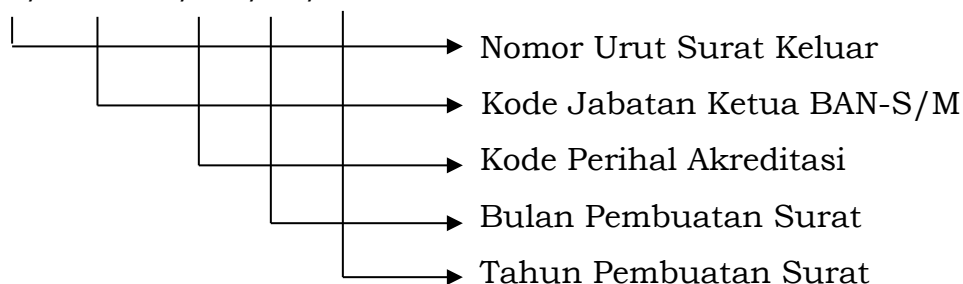 Nomor Urut Surat Keluar
Kode Jabatan Ketua BAN-S/M
Kode Perihal Akreditasi
Bulan Pembuatan Surat
Tahun Pembuatan Surat